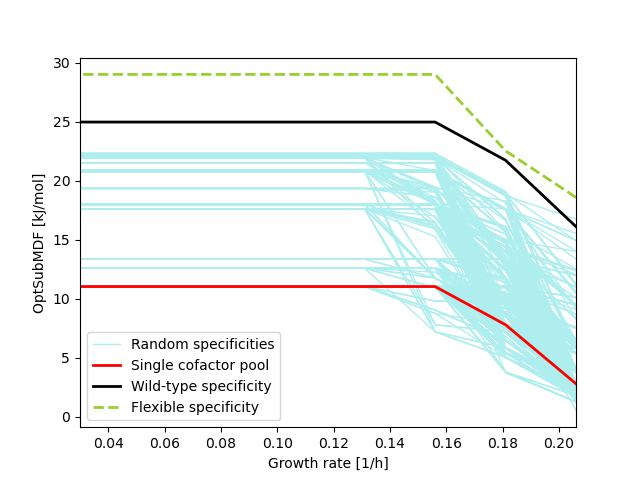 30
25
20
15
10
5
0
OptSubMDF [kJ/mol]
Random specificities
Single cofactor pool
Wild-type specificity
Flexible specificity
0.04 0.06 0.08 0.10 0.12 0.14 0.16 0.18 0.20
Growth rate [1/h]